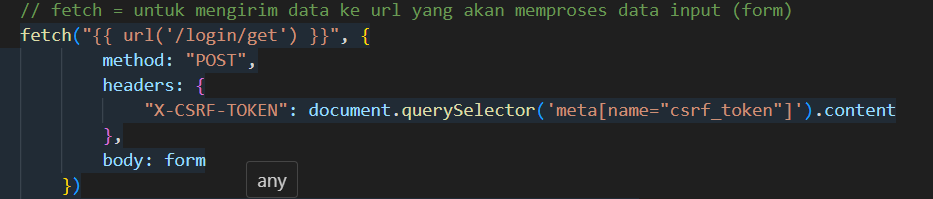 // fetch = untuk mengirim data ke url yang akan memproses data input (form)
fetch("{{ url('/login/get') }}", {
method: "POST",
headers: {
"X-CSRF-TOKEN": document.querySelector('meta[name="csrf_token"]').content
},
body: form
any
})